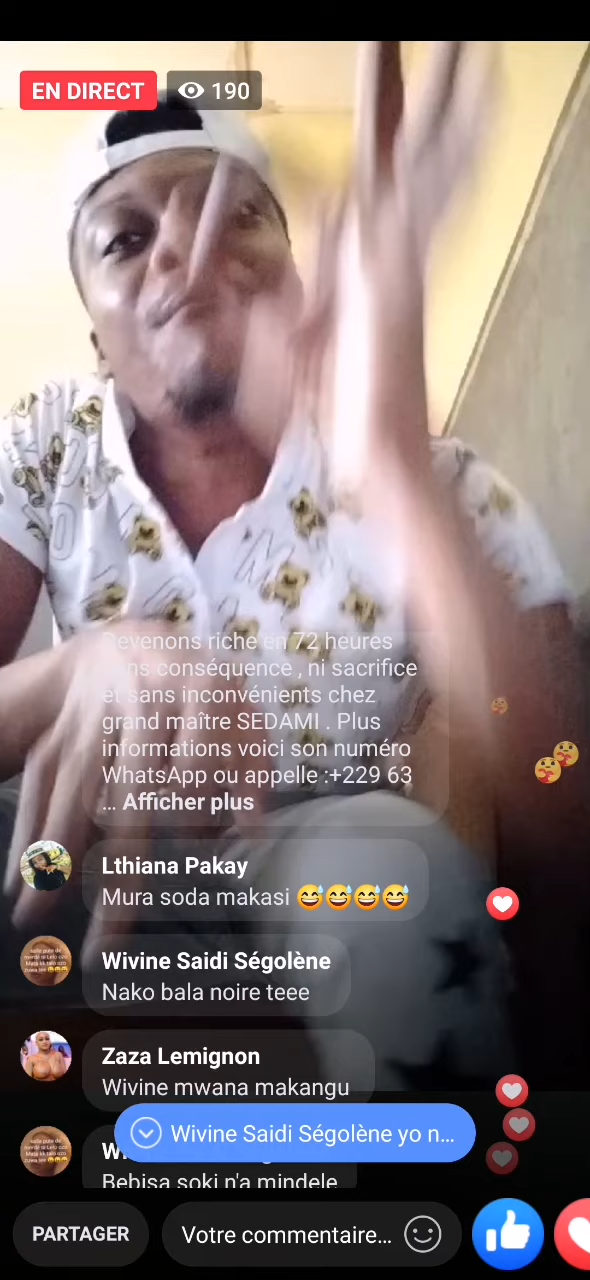 EN DIRECT
190
Devenons riche en 72 heures
sans conséquence , ni sacrifice
et sans inconvénients chez
grand maître SEDAMI . Plus
informations voici son numéro
WhatsApp ou appelle :+229 63
... Afficher plus
Lthiana Pakay
Mura soda makasi 😅😅😅😅
Wivine Saidi Ségolène
Nako bala noire teee
Zaza Lemignon
Wivine mwana makangu
Wivine Saidi Ségolène yo n...
Bebisa soki n'a mindele
PARTAGER
Votre commentaire...